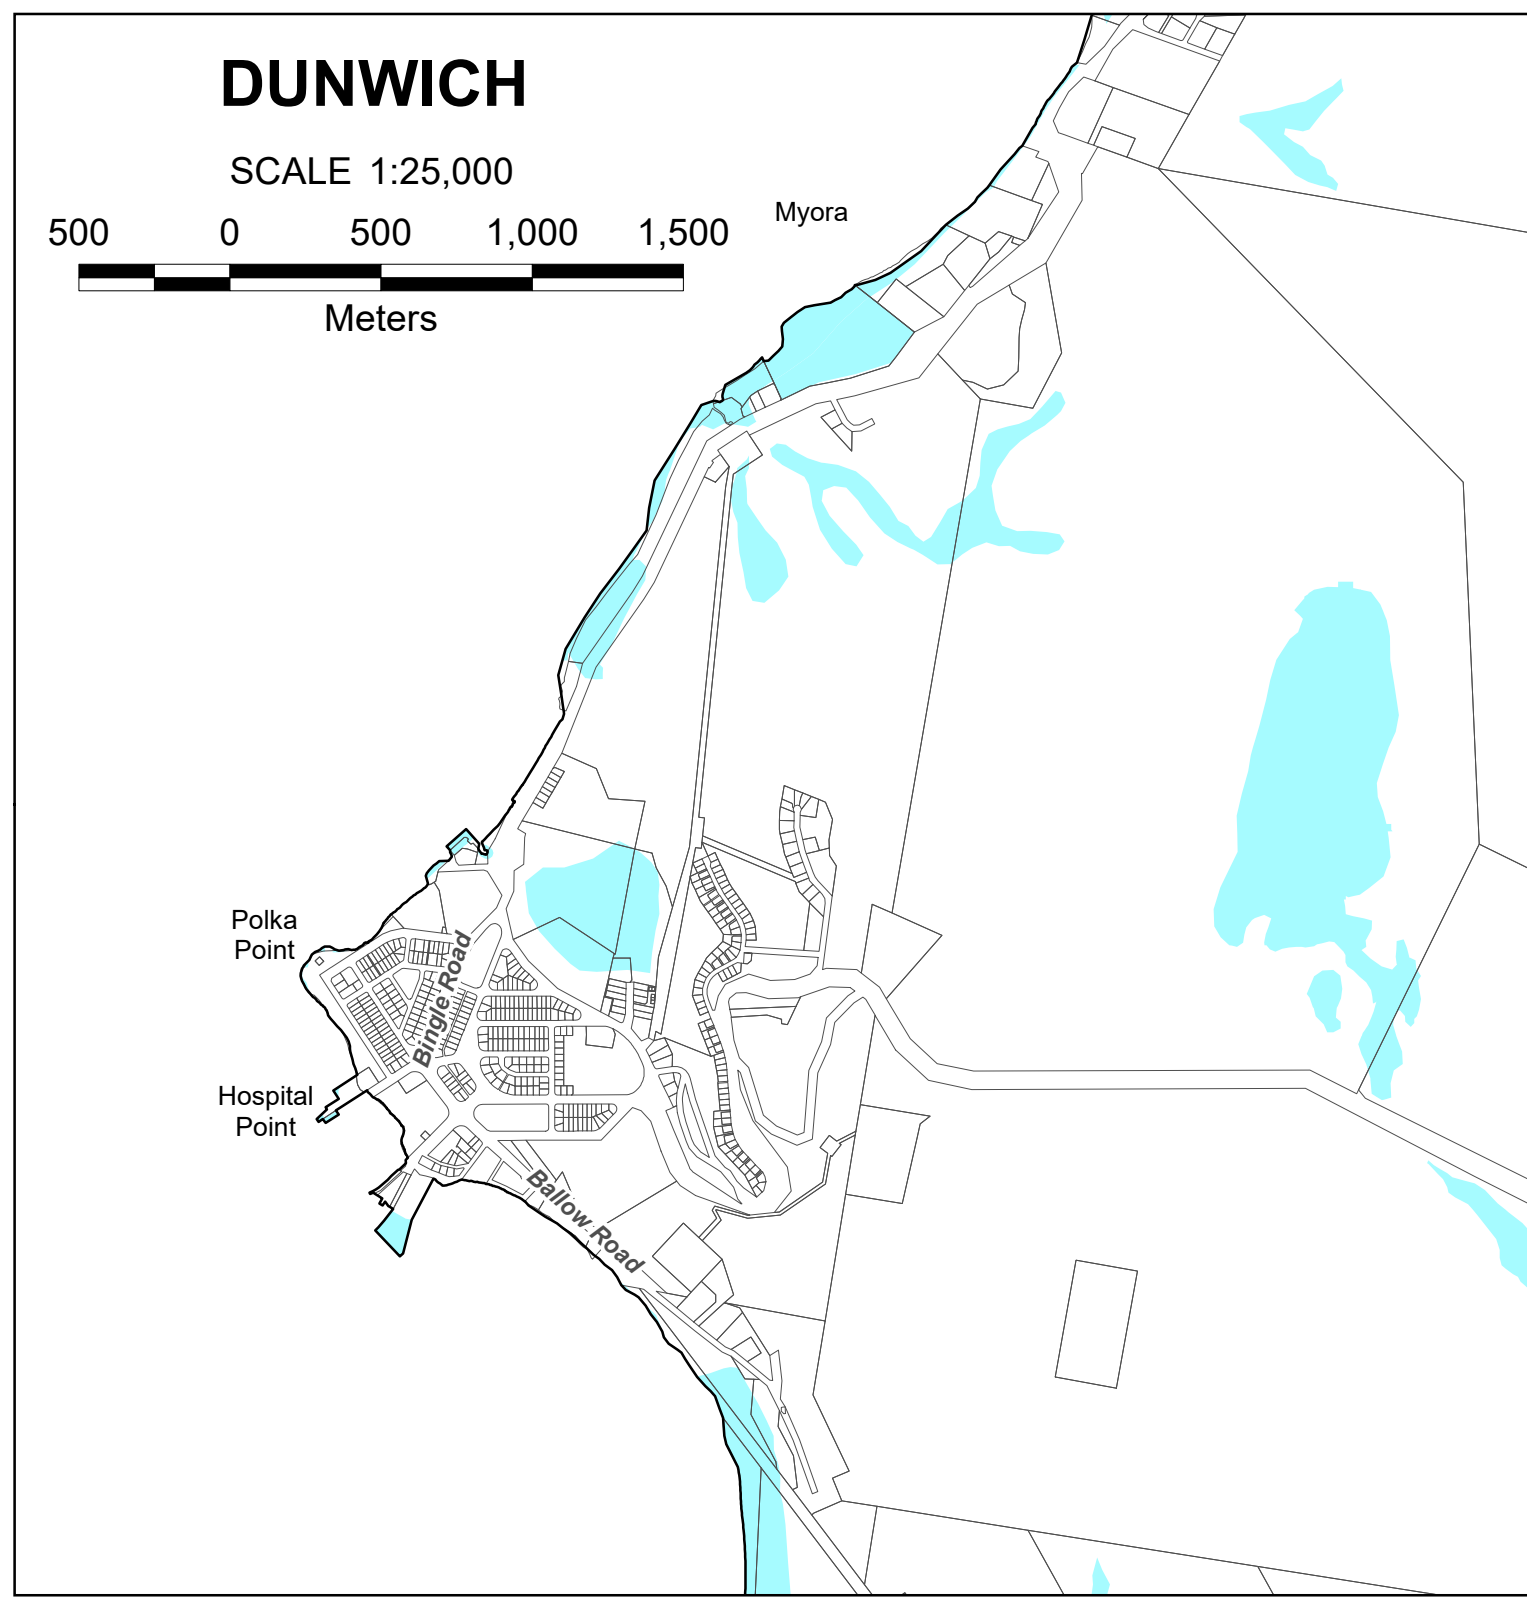 DUNWICH
SCALE 1:25,000
500 0 500 1,000 1,500
Meters
Myora
Polka
Point
Bingle Road
Hospital
Point
Ballow Road